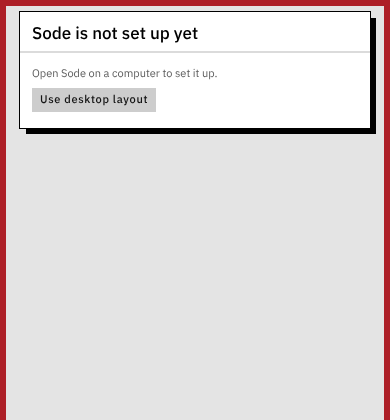 Sode is not set up yet
Open Sode on a computer to set it up.
Use desktop layout